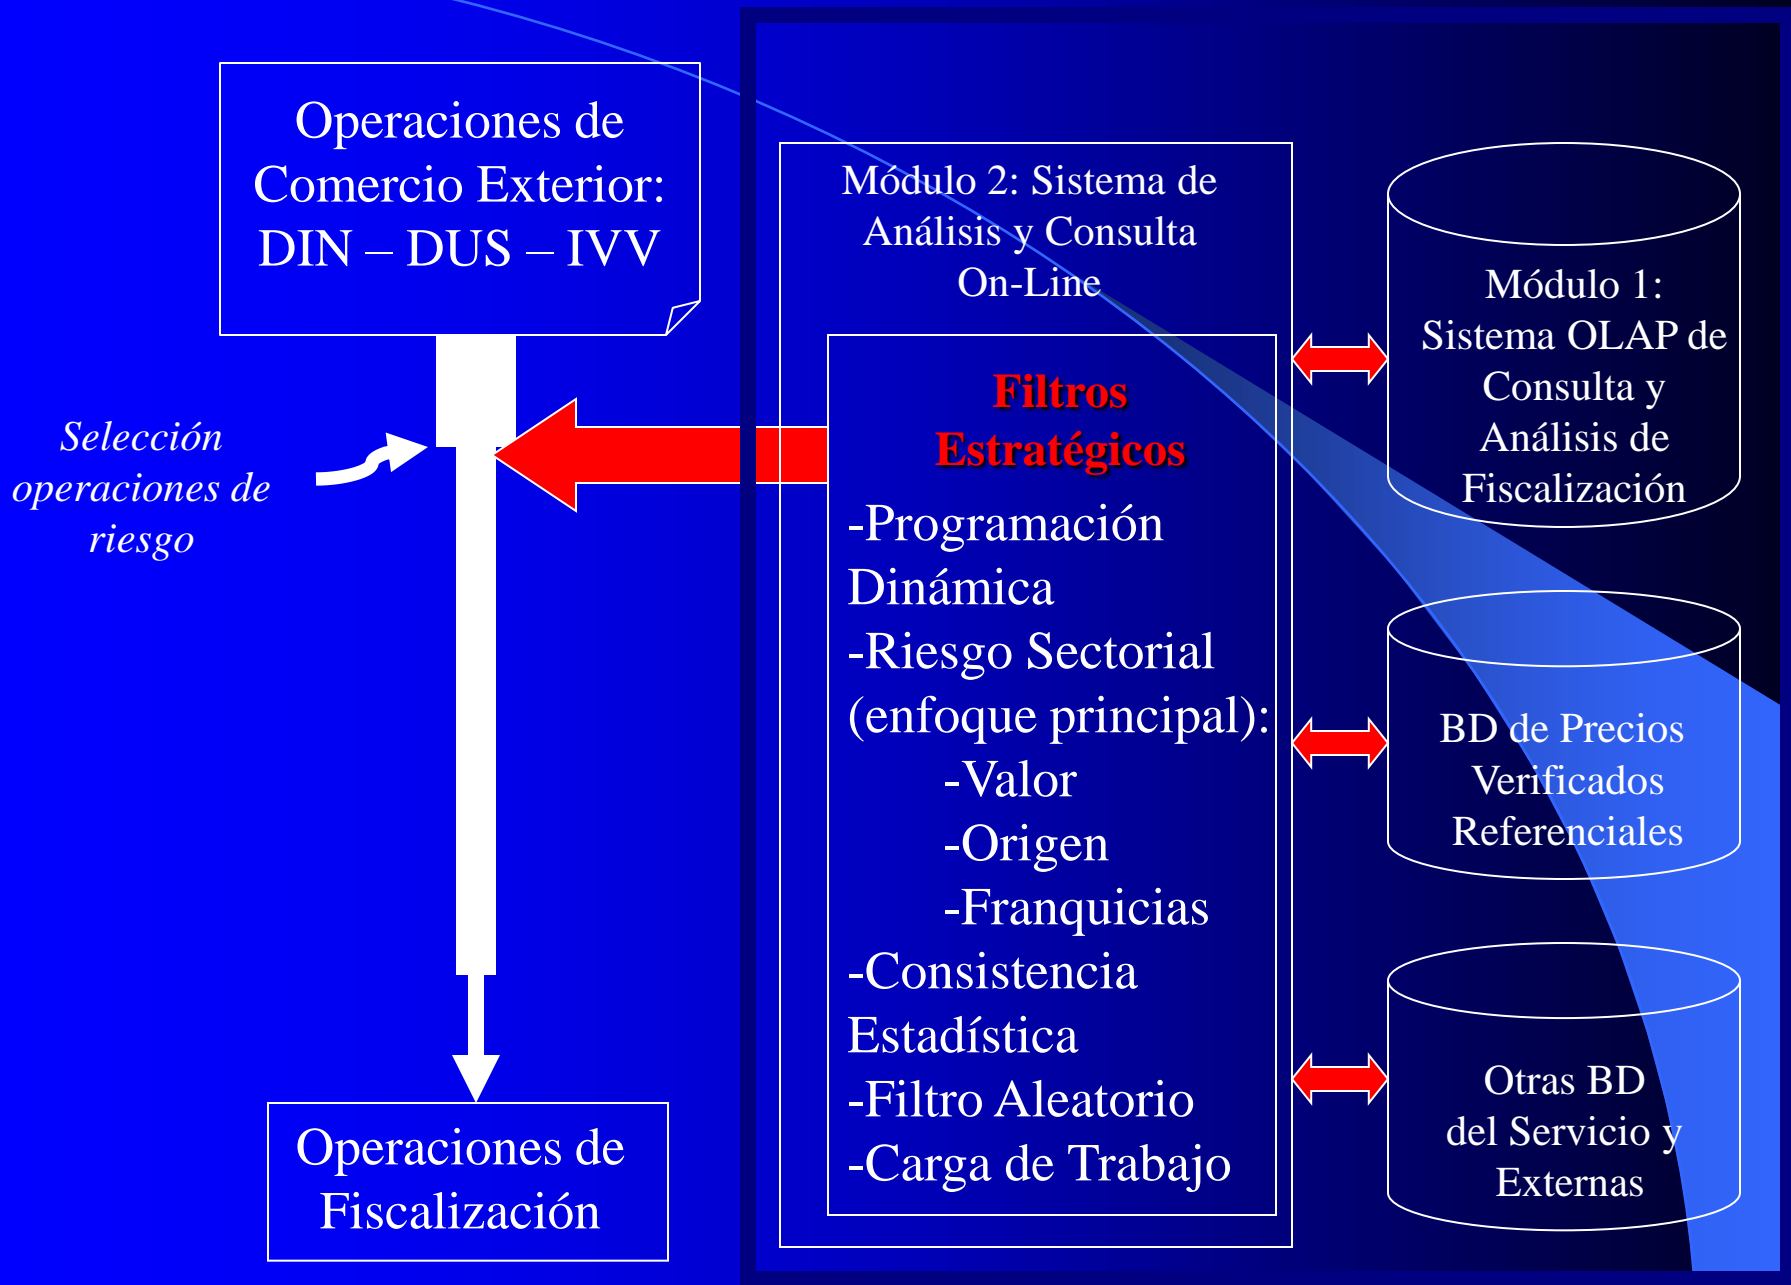 Operaciones de
Comercio Exterior:
DIN – DUS – IVV
Selección
operaciones de
riesgo
Operaciones de
Fiscalización
Módulo 2: Sistema de
Análisis y Consulta
On-Line
Filtros
Estratégicos
-Programación
Dinámica
-Riesgo Sectorial
(enfoque principal):
-Valor
-Origen
-Franquicias
-Consistencia
Estadística
-Filtro Aleatorio
-Carga de Trabajo
Módulo 1:
Sistema OLAP de
Consulta y
Análisis de
Fiscalización
BD de Precios
Verificados
Referenciales
Otras BD
del Servicio y
Externas